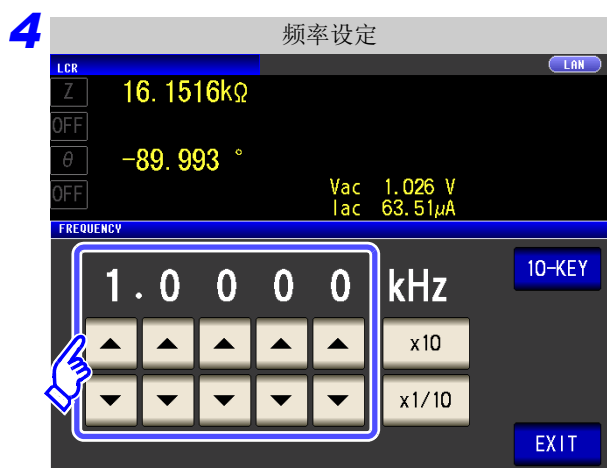 4
频率设定
LCR
LAN
Z 16.1516kΩ
OFF
θ -89.993 °
OFF
Vac 1.026 V
Iac 63.51μA
FREQUENCY
1.0000 kHz
10-KEY
▲ ▲ ▲ ▲ ▲ x10
▼ ▼ ▼ ▼ ▼ x1/10
EXIT